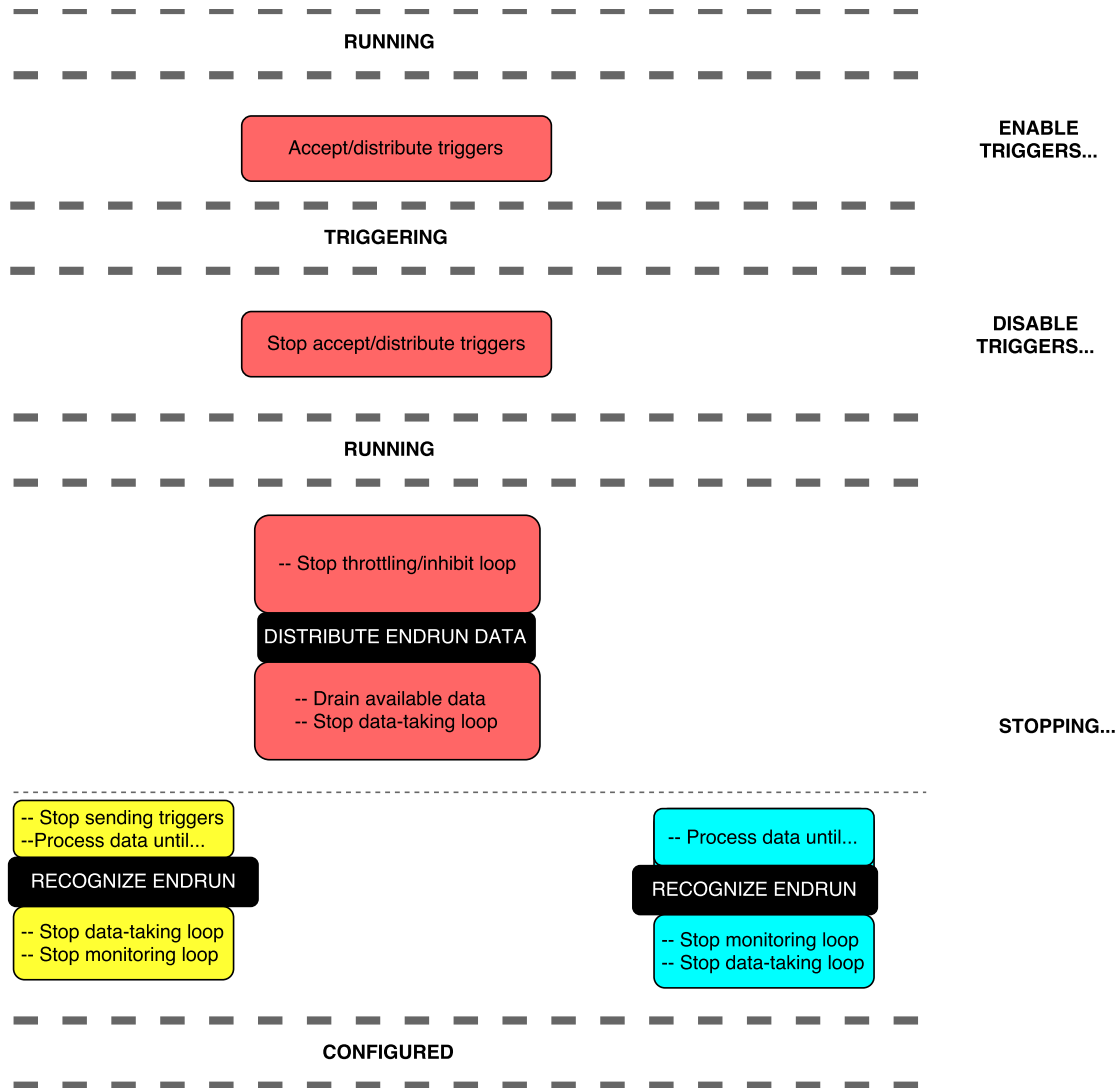 RUNNING
Accept/distribute triggers
ENABLE
TRIGGERS...
TRIGGERING
Stop accept/distribute triggers
DISABLE
TRIGGERS...
RUNNING
-- Stop throttling/inhibit loop
DISTRIBUTE ENDRUN DATA
-- Drain available data
-- Stop data-taking loop
STOPPING...
-- Stop sending triggers
--Process data until...
RECOGNIZE ENDRUN
-- Stop data-taking loop
-- Stop monitoring loop
-- Process data until...
RECOGNIZE ENDRUN
-- Stop monitoring loop
-- Stop data-taking loop
CONFIGURED